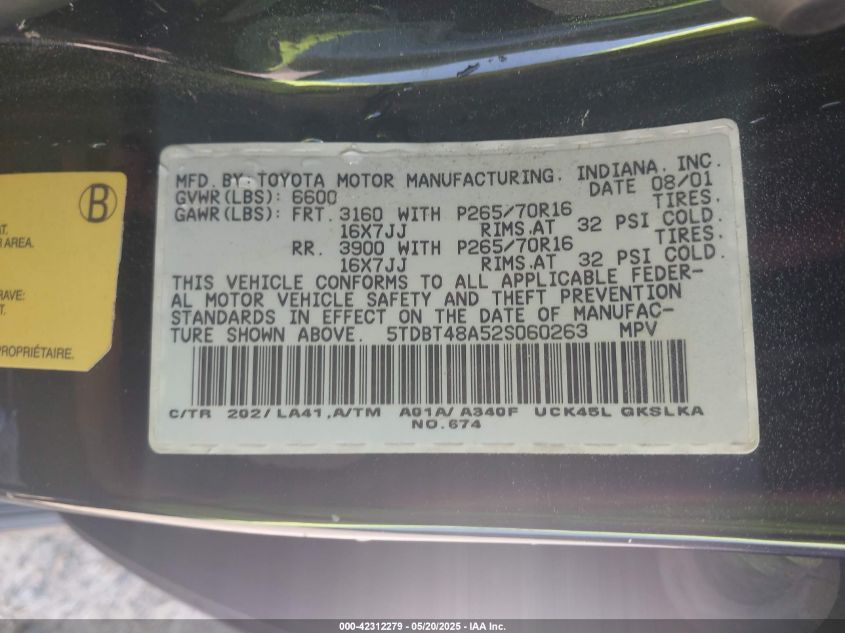 B
T.
R AREA.
RAVE:
T.
PROPRIÉTAIRE.
MFD. BY: TOYOTA MOTOR MANUFACTURING. INDIANA. INC.
GVWR(LBS): 6600 DATE 08/01
GAWR(LBS): FRT. 3160 WITH P265/70R16 TIRES.
16X7JJ RIMS.AT 32 PSI COLD.
RR. 3900 WITH P265/70R16 TIRES.
16X7JJ RIMS.AT 32 PSI COLD.
THIS VEHICLE CONFORMS TO ALL APPLICABLE FEDER-
AL MOTOR VEHICLE SAFETY AND THEFT PREVENTION
STANDARDS IN EFFECT ON THE DATE OF MANUFAC-
TURE SHOWN ABOVE. 5TDBT48A52S060263 MPV
C/TR 202/LA41,A/TM A01A/A340F UCK45L GKSLKA
NO.674
000-42312279 - 05/20/2025 - IAA Inc.